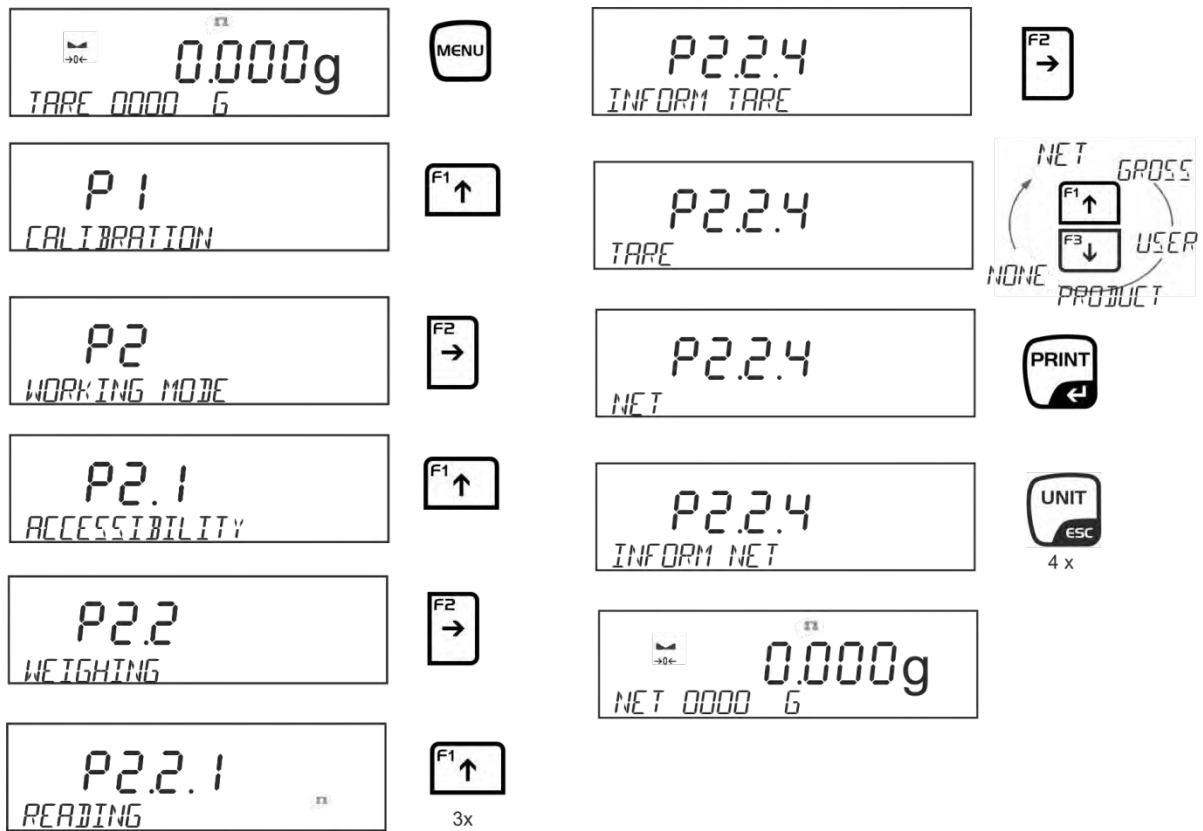 0.000g
→0←
TARE 0000 G
MENU
P1
CALIBRATION
F1 ↑
P2
WORKING MODE
F2 →
P2.1
ACCESSIBILITY
F1 ↑
P2.2
WEIGHING
F2 →
P2.2.1
READING
F1 ↑
3x
P2.2.4
INFORM TARE
F2 →
P2.2.4
TARE
NET
GROSS
F1 ↑
F3 ↓
USER
NONE
PRODUCT
P2.2.4
NET
PRINT
P2.2.4
INFORM NET
UNIT
ESC
4 x
0.000g
→0←
NET 0000 G